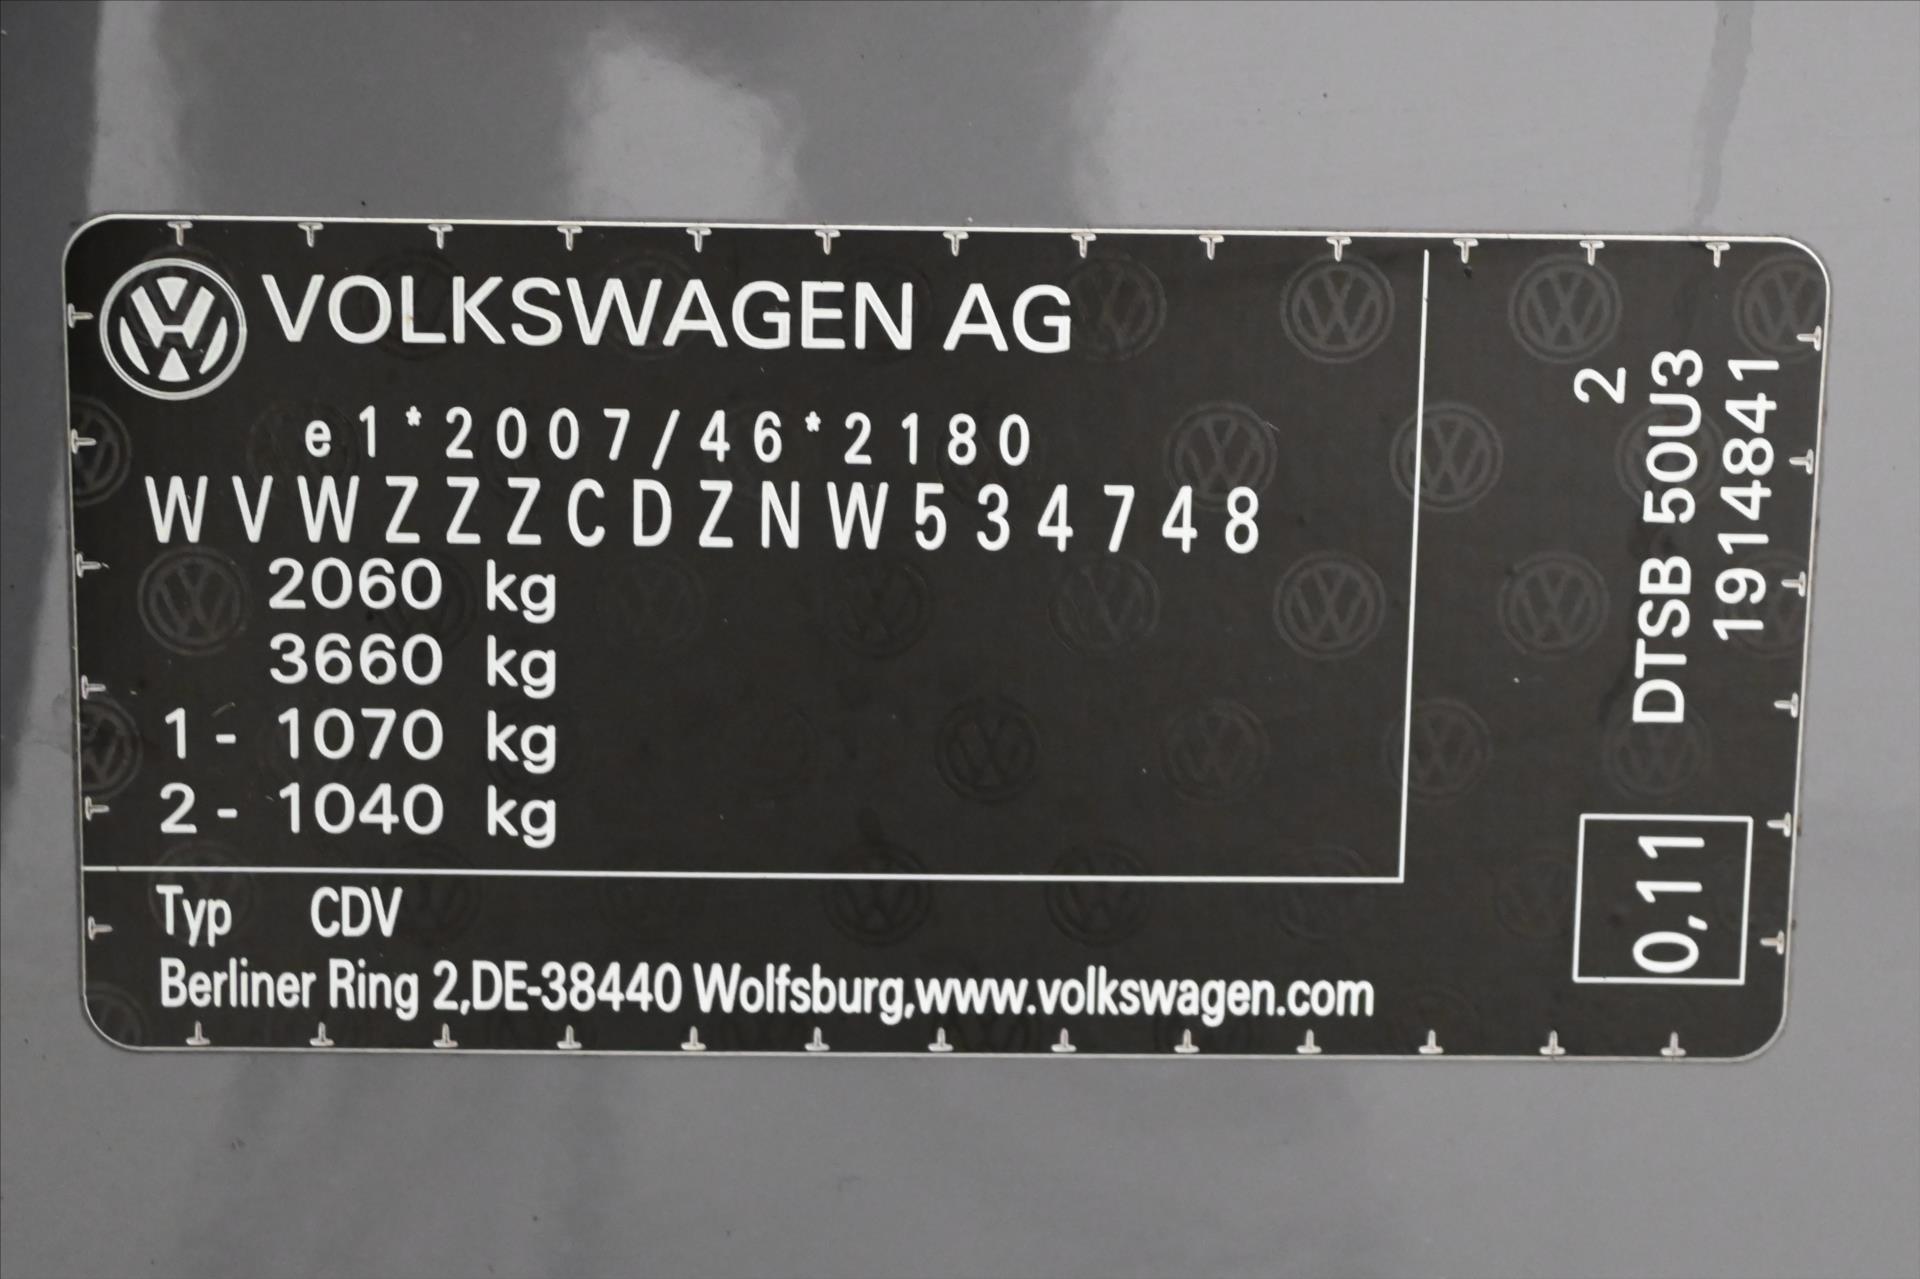 VOLKSWAGEN AG
e1*2007/46*2180
WVWZZZCDZNW534748
2060 kg
3660 kg
1- 1070 kg
2- 1040 kg
Typ CDV
Berliner Ring 2,DE-38440 Wolfsburg,www.volkswagen.com
2
DTSB 50U3
1914841
0,11